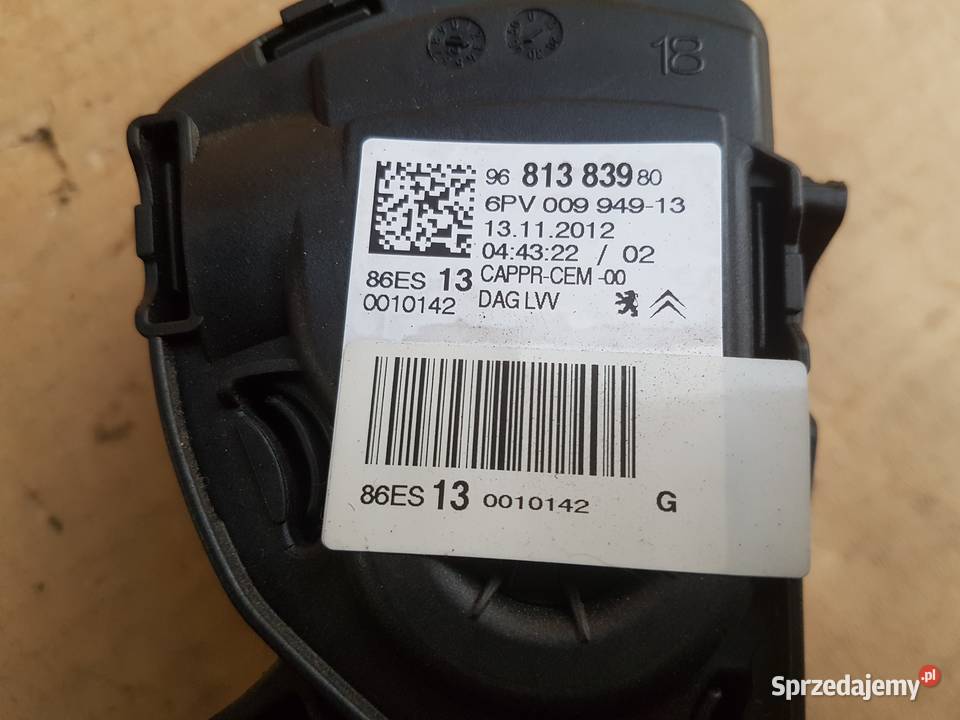 18
96 813 839 80
6PV 009 949-13
13.11.2012
04:43:22 / 02
86ES 13 CAPPR-CEM -00
0010142 DAG LVV
86ES 13 0010142 G
Sprzedajemy.pl